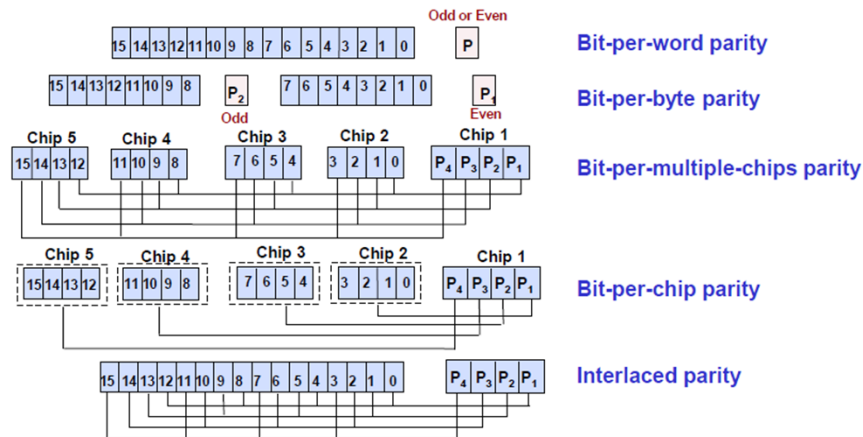 Odd or Even
15 14 13 12 11 10 9 8 7 6 5 4 3 2 1 0 P Bit-per-word parity
15 14 13 12 11 10 9 8 P2 7 6 5 4 3 2 1 0 P1 Bit-per-byte parity
Odd Even
Chip 5 Chip 4 Chip 3 Chip 2 Chip 1
15 14 13 12 11 10 9 8 7 6 5 4 3 2 1 0 P4 P3 P2 P1 Bit-per-multiple-chips parity
Chip 5 Chip 4 Chip 3 Chip 2 Chip 1
15 14 13 12 11 10 9 8 7 6 5 4 3 2 1 0 P4 P3 P2 P1 Bit-per-chip parity
15 14 13 12 11 10 9 8 7 6 5 4 3 2 1 0 P4 P3 P2 P1 Interlaced parity